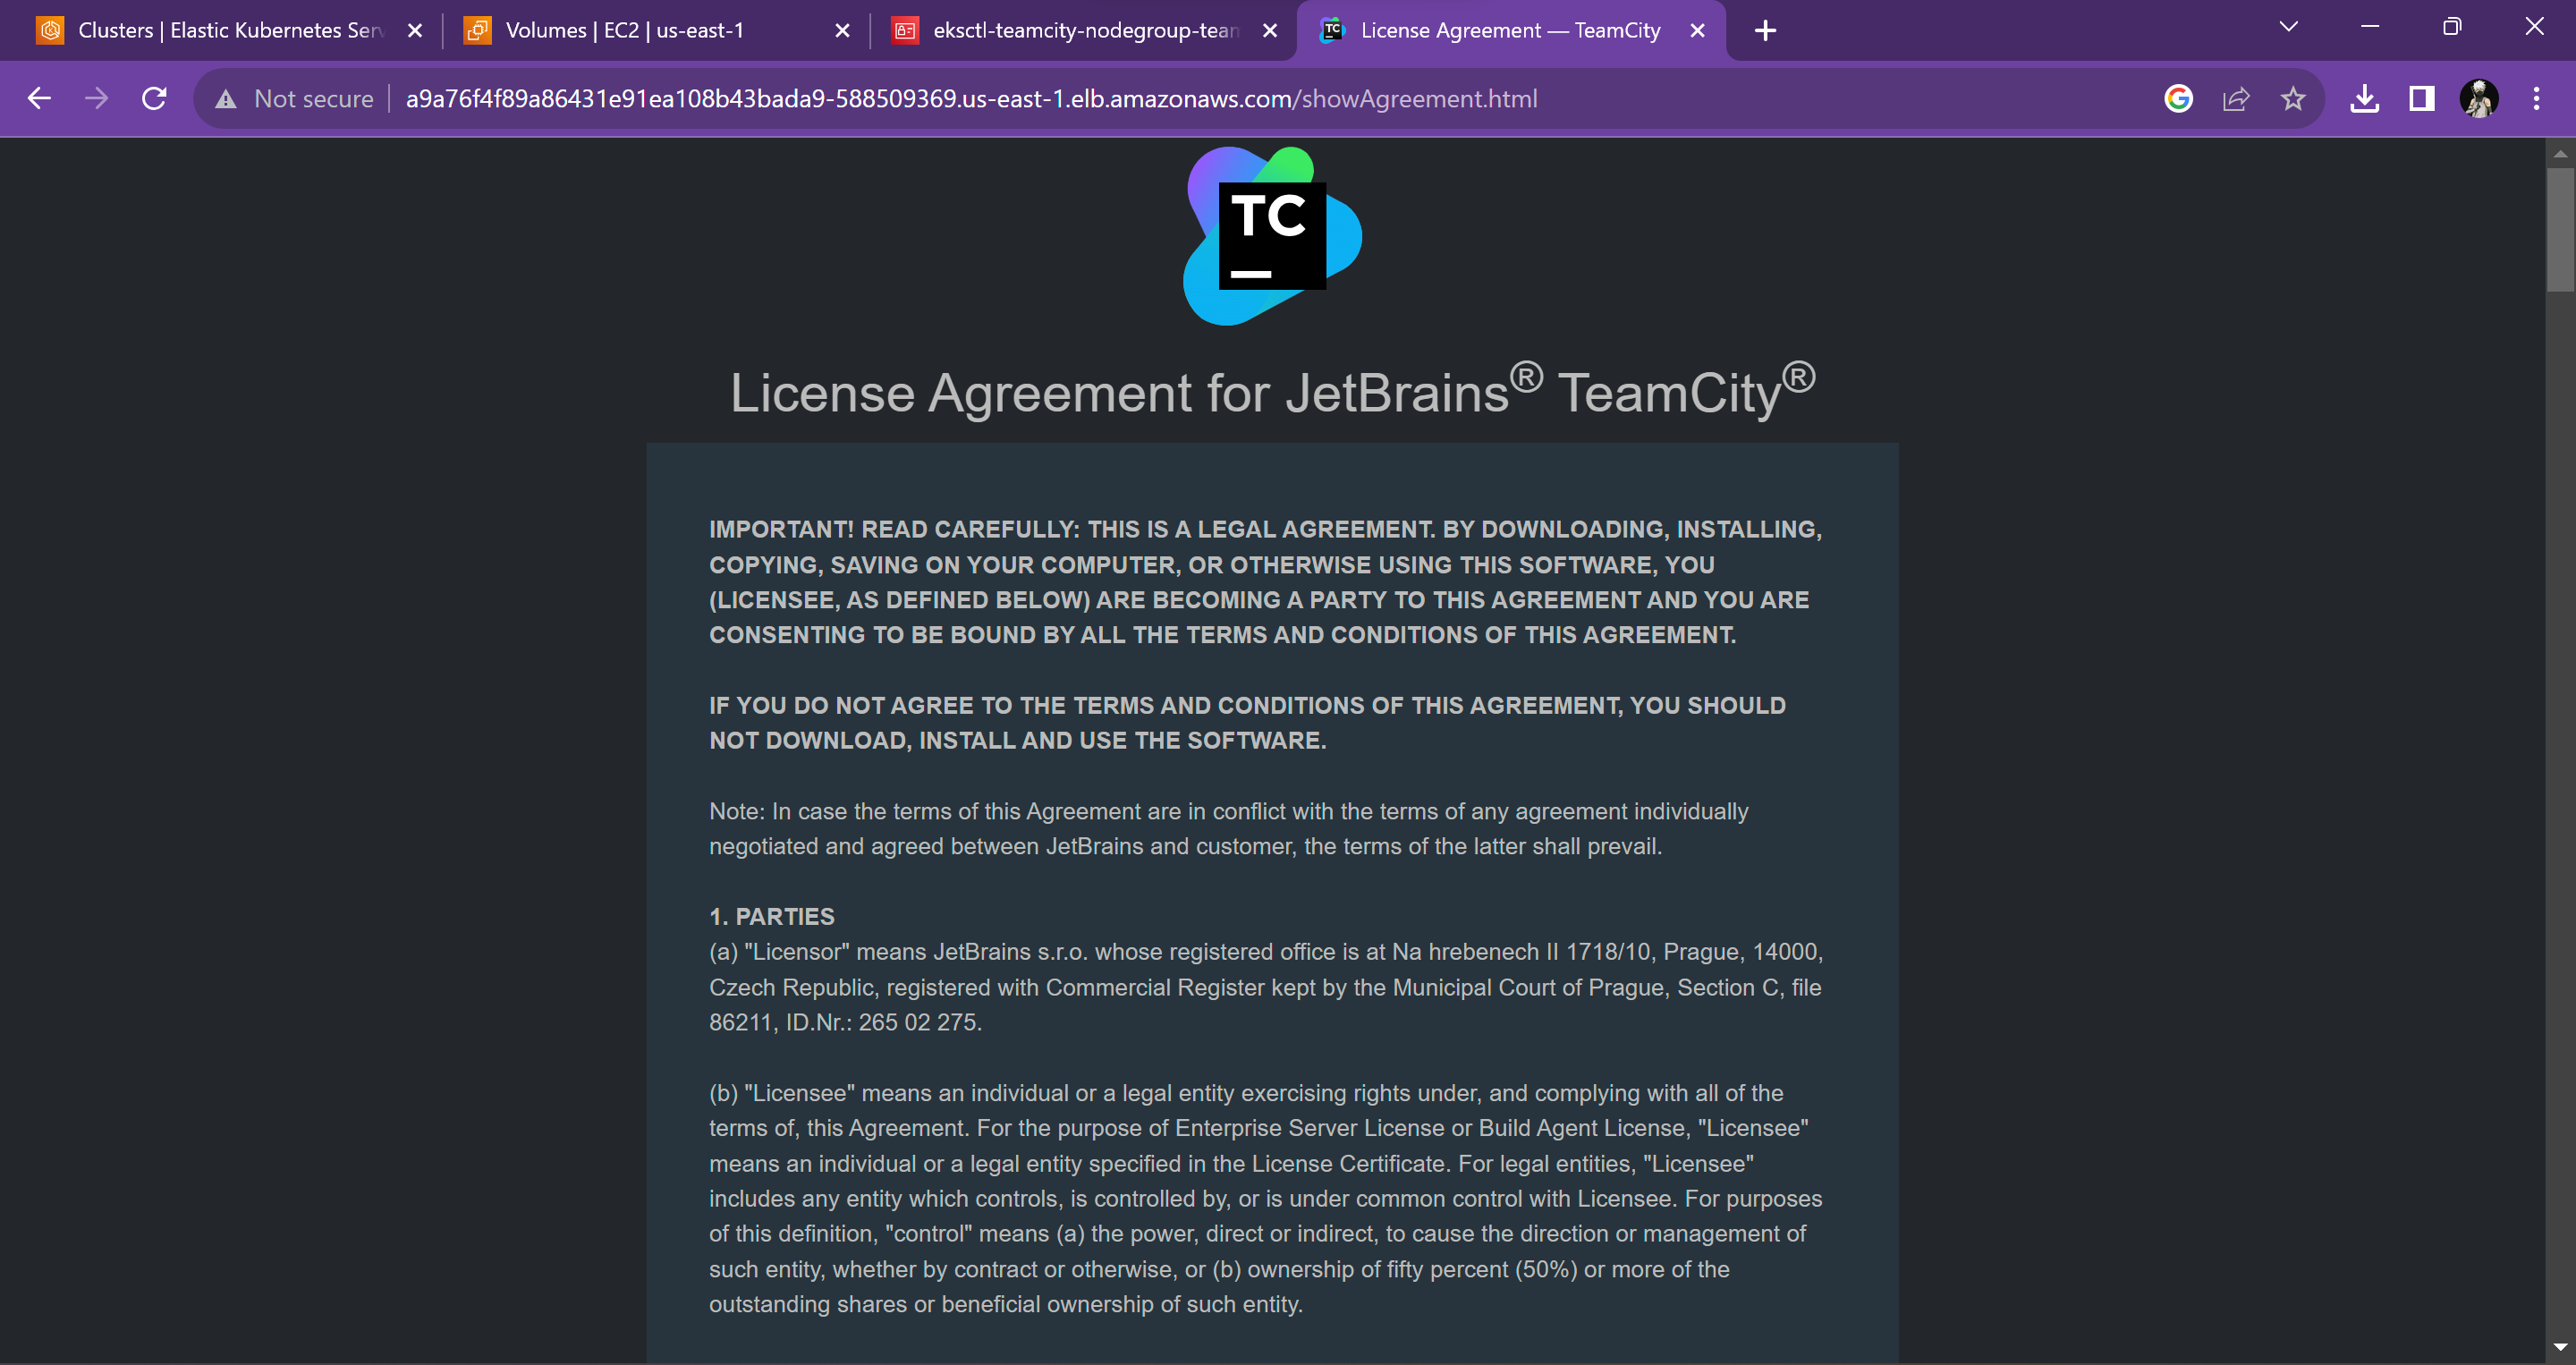 Clusters | Elastic Kubernetes Ser
Volumes | EC2 | us-east-1
eksctl-teamcity-nodegroup-tear
License Agreement — TeamCity
Not secure
a9a76f4f89a86431e91ea108b43bada9-588509369.us-east-1.elb.amazonaws.com/showAgreement.html
TC
License Agreement for JetBrains® TeamCity®
IMPORTANT! READ CAREFULLY: THIS IS A LEGAL AGREEMENT. BY DOWNLOADING, INSTALLING,
COPYING, SAVING ON YOUR COMPUTER, OR OTHERWISE USING THIS SOFTWARE, YOU
(LICENSEE, AS DEFINED BELOW) ARE BECOMING A PARTY TO THIS AGREEMENT AND YOU ARE
CONSENTING TO BE BOUND BY ALL THE TERMS AND CONDITIONS OF THIS AGREEMENT.
IF YOU DO NOT AGREE TO THE TERMS AND CONDITIONS OF THIS AGREEMENT, YOU SHOULD
NOT DOWNLOAD, INSTALL AND USE THE SOFTWARE.
Note: In case the terms of this Agreement are in conflict with the terms of any agreement individually
negotiated and agreed between JetBrains and customer, the terms of the latter shall prevail.
1. PARTIES
(a) "Licensor" means JetBrains s.r.o. whose registered office is at Na hrebenech II 1718/10, Prague, 14000,
Czech Republic, registered with Commercial Register kept by the Municipal Court of Prague, Section C, file
86211, ID.Nr.: 265 02 275.
(b) "Licensee" means an individual or a legal entity exercising rights under, and complying with all of the
terms of, this Agreement. For the purpose of Enterprise Server License or Build Agent License, "Licensee"
means an individual or a legal entity specified in the License Certificate. For legal entities, "Licensee"
includes any entity which controls, is controlled by, or is under common control with Licensee. For purposes
of this definition, "control" means (a) the power, direct or indirect, to cause the direction or management of
such entity, whether by contract or otherwise, or (b) ownership of fifty percent (50%) or more of the
outstanding shares or beneficial ownership of such entity.